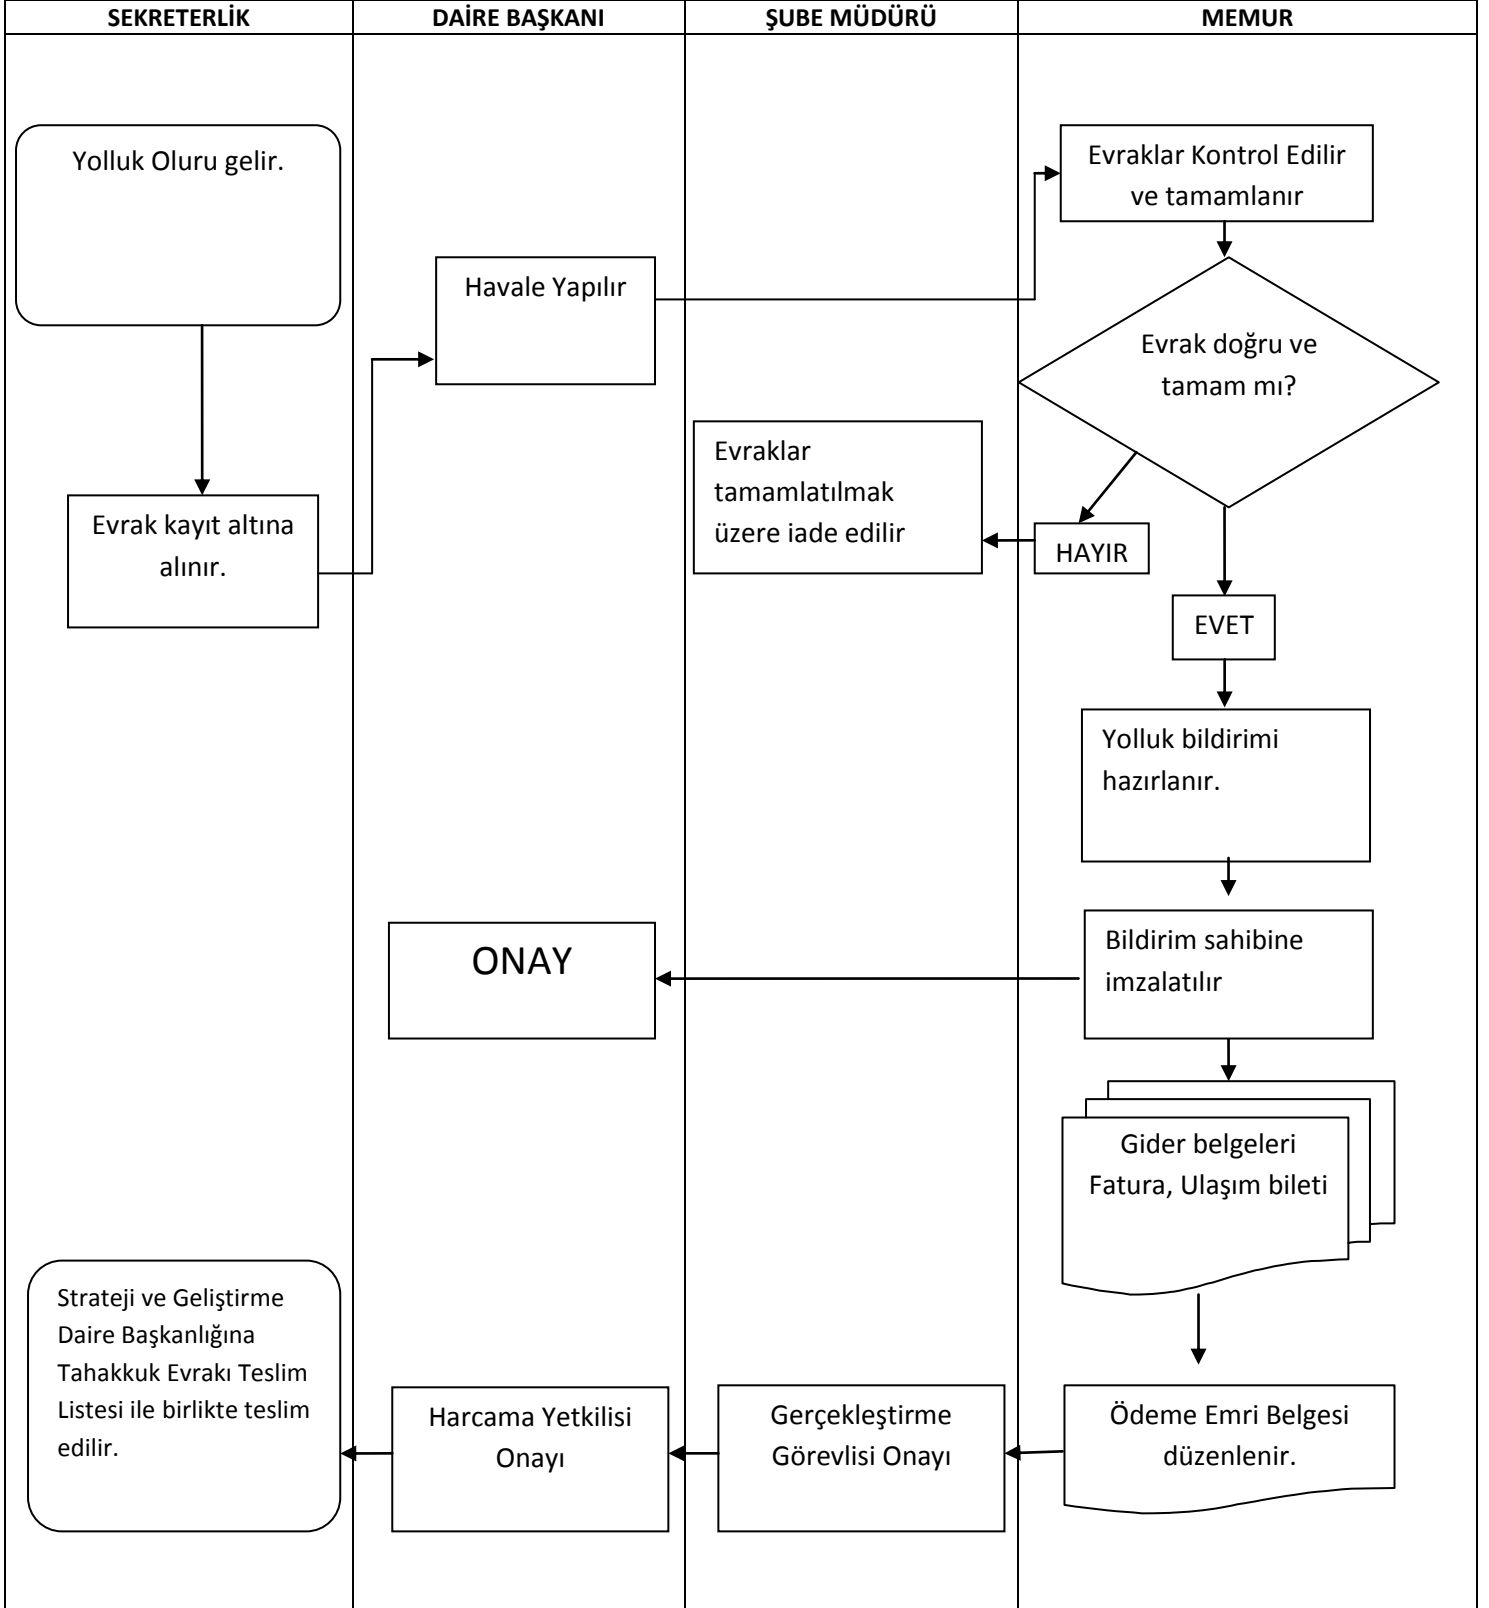 SEKRETERLİK
DAİRE BAŞKANI
ŞUBE MÜDÜRÜ
MEMUR
Yolluk Oluru gelir.
Evrak kayıt altına
alınır.
Havale Yapılır
Evraklar Kontrol Edilir
ve tamamlanır
Evrak doğru ve
tamam mı?
HAYIR
Evraklar
tamamlatılmak
üzere iade edilir
EVET
Yolluk bildirimi
hazırlanır.
Bildirim sahibine
imzalatılır
ONAY
Gider belgeleri
Fatura, Ulaşım bileti
Ödeme Emri Belgesi
düzenlenir.
Gerçekleştirme
Görevlisi Onayı
Harcama Yetkilisi
Onayı
Strateji ve Geliştirme
Daire Başkanlığına
Tahakkuk Evrakı Teslim
Listesi ile birlikte teslim
edilir.